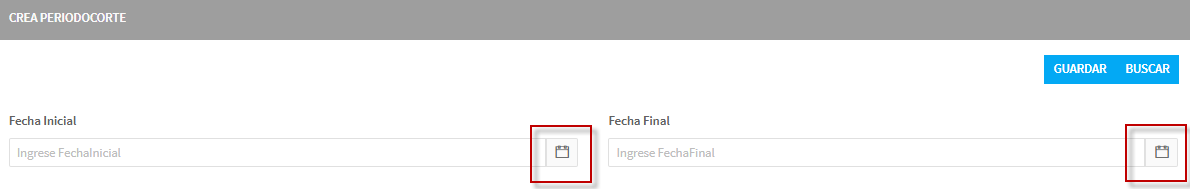 CREA PERIODOCORTE
GUARDAR BUSCAR
Fecha Inicial Fecha Final
Ingrese FechaInicial Ingrese FechaFinal